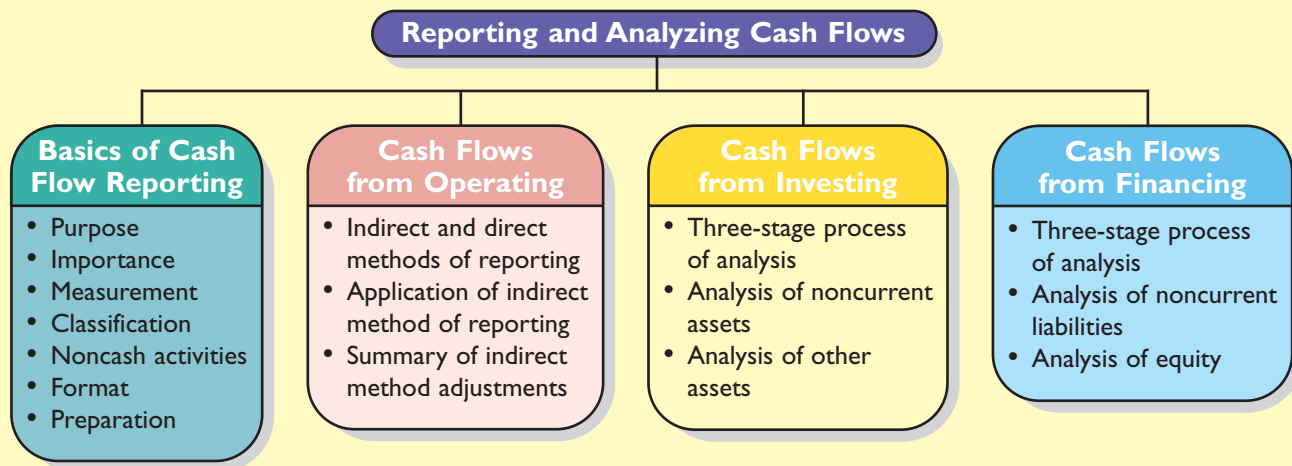 Reporting and Analyzing Cash Flows
Basics of Cash
Flow Reporting
• Purpose
• Importance
• Measurement
• Classification
• Noncash activities
• Format
• Preparation
Cash Flows
from Operating
• Indirect and direct
methods of reporting
• Application of indirect
method of reporting
• Summary of indirect
method adjustments
Cash Flows
from Investing
• Three-stage process
of analysis
• Analysis of noncurrent
assets
• Analysis of other
assets
Cash Flows
from Financing
• Three-stage process
of analysis
• Analysis of noncurrent
liabilities
• Analysis of equity